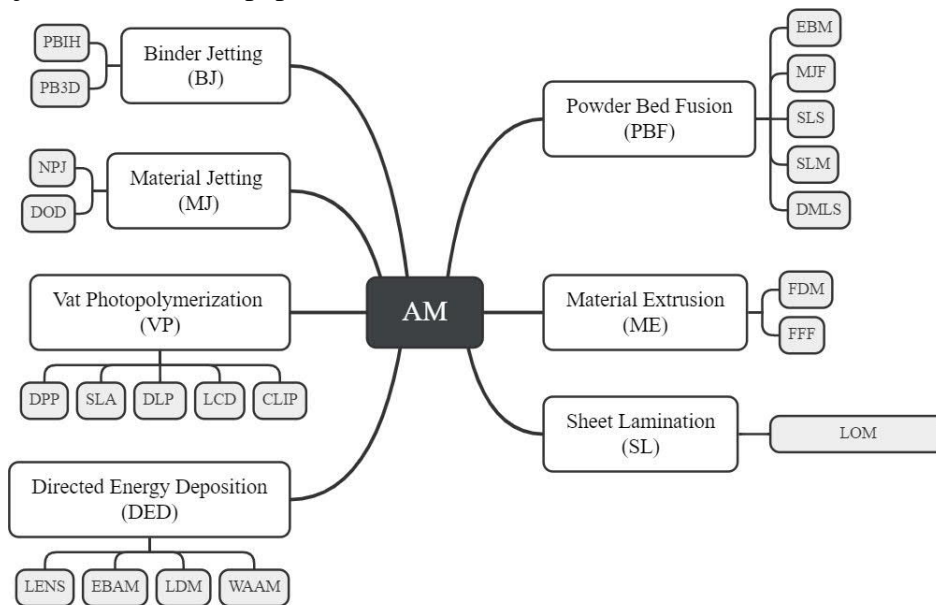 PBIH
PB3D
Binder Jetting
(BJ)
NPJ
DOD
Material Jetting
(MJ)
Vat Photopolymerization
(VP)
DPP
SLA
DLP
LCD
CLIP
Directed Energy Deposition
(DED)
LENS
EBAM
LDM
WAAM
AM
Powder Bed Fusion
(PBF)
EBM
MJF
SLS
SLM
DMLS
Material Extrusion
(ME)
FDM
FFF
Sheet Lamination
(SL)
LOM